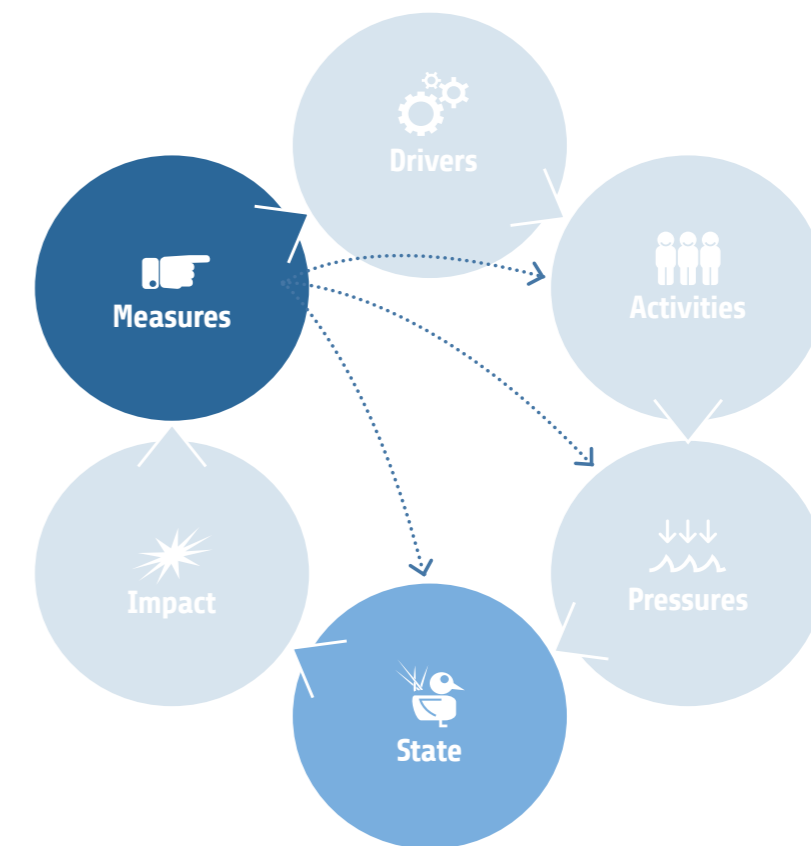 Drivers
Measures
Activities
Impact
Pressures
State